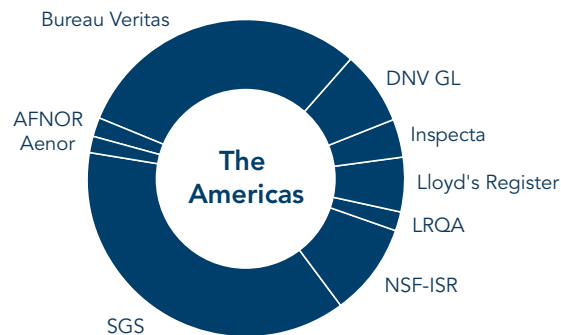 Bureau Veritas
DNV GL
AFNOR
Aenor
Inspecta
The
Americas
Lloyd's Register
LRQA
NSF-ISR
SGS